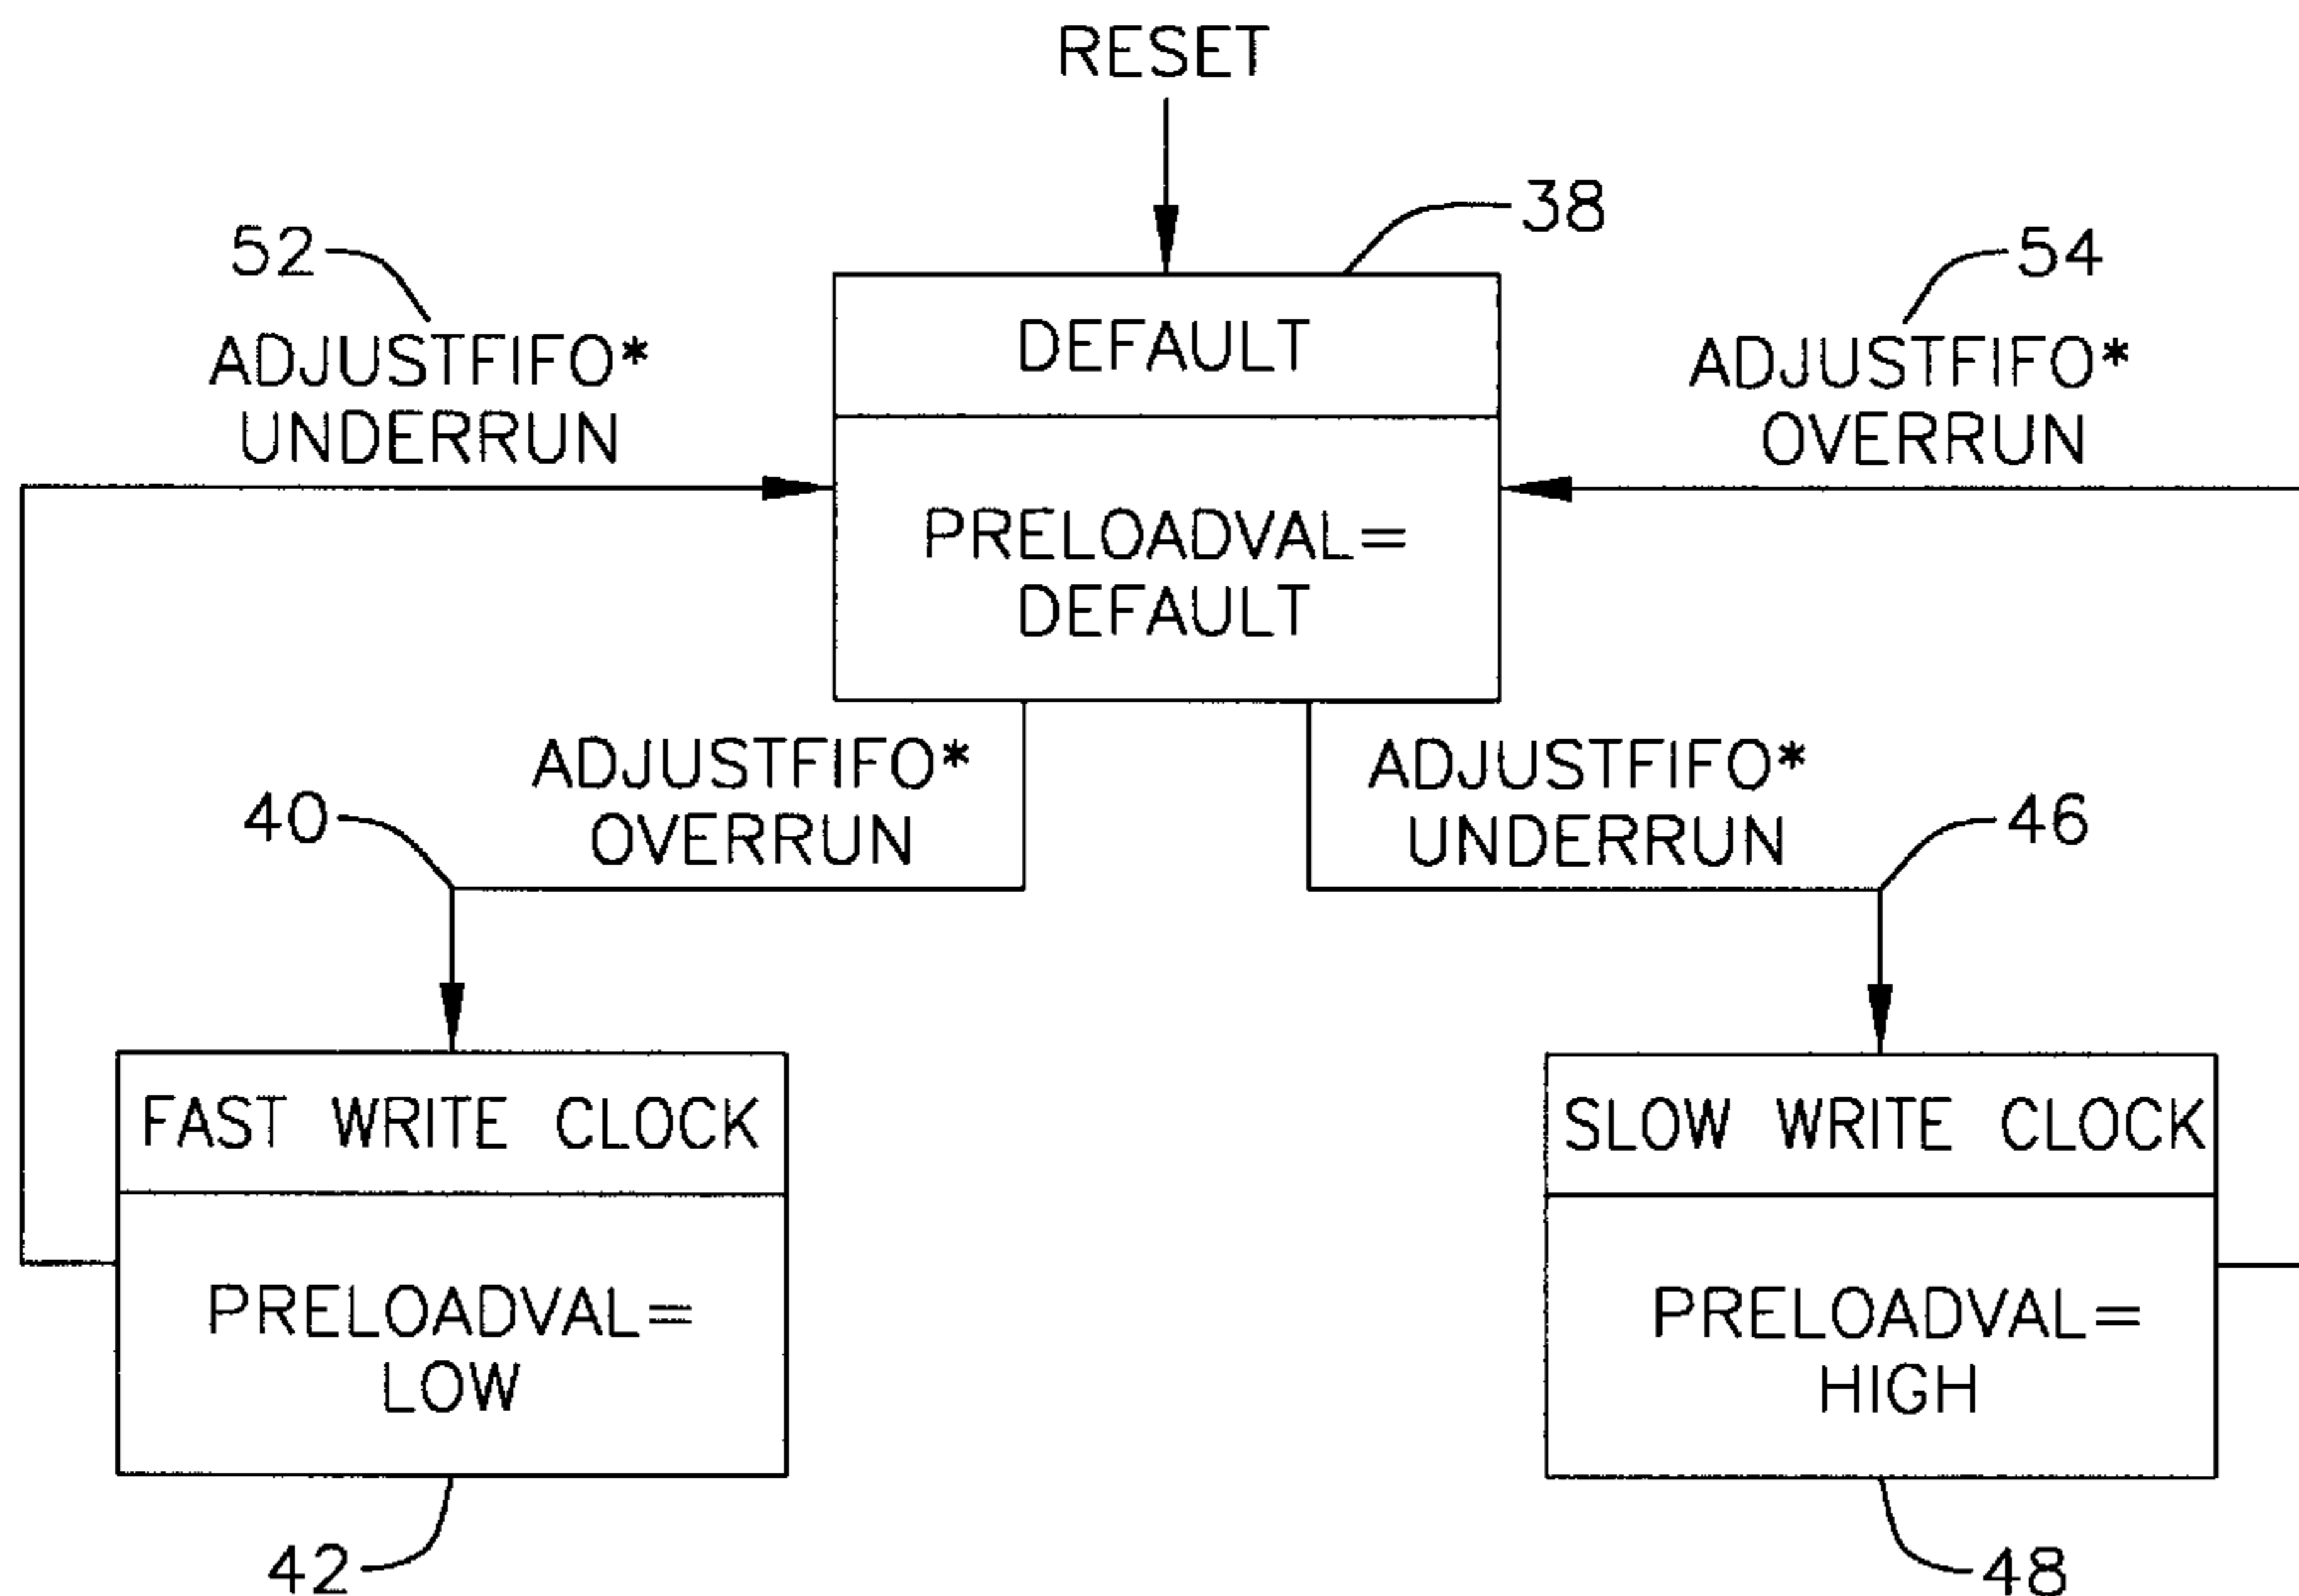 RESET
38
52
54
DEFAULT
ADJUSTFIFO*
UNDERRUN
ADJUSTFIFO*
OVERRUN
PRELOADVAL=
DEFAULT
ADJUSTFIFO*
OVERRUN
ADJUSTFIFO*
UNDERRUN
40
46
FAST WRITE CLOCK
PRELOADVAL=
LOW
SLOW WRITE CLOCK
PRELOADVAL=
HIGH
42
48